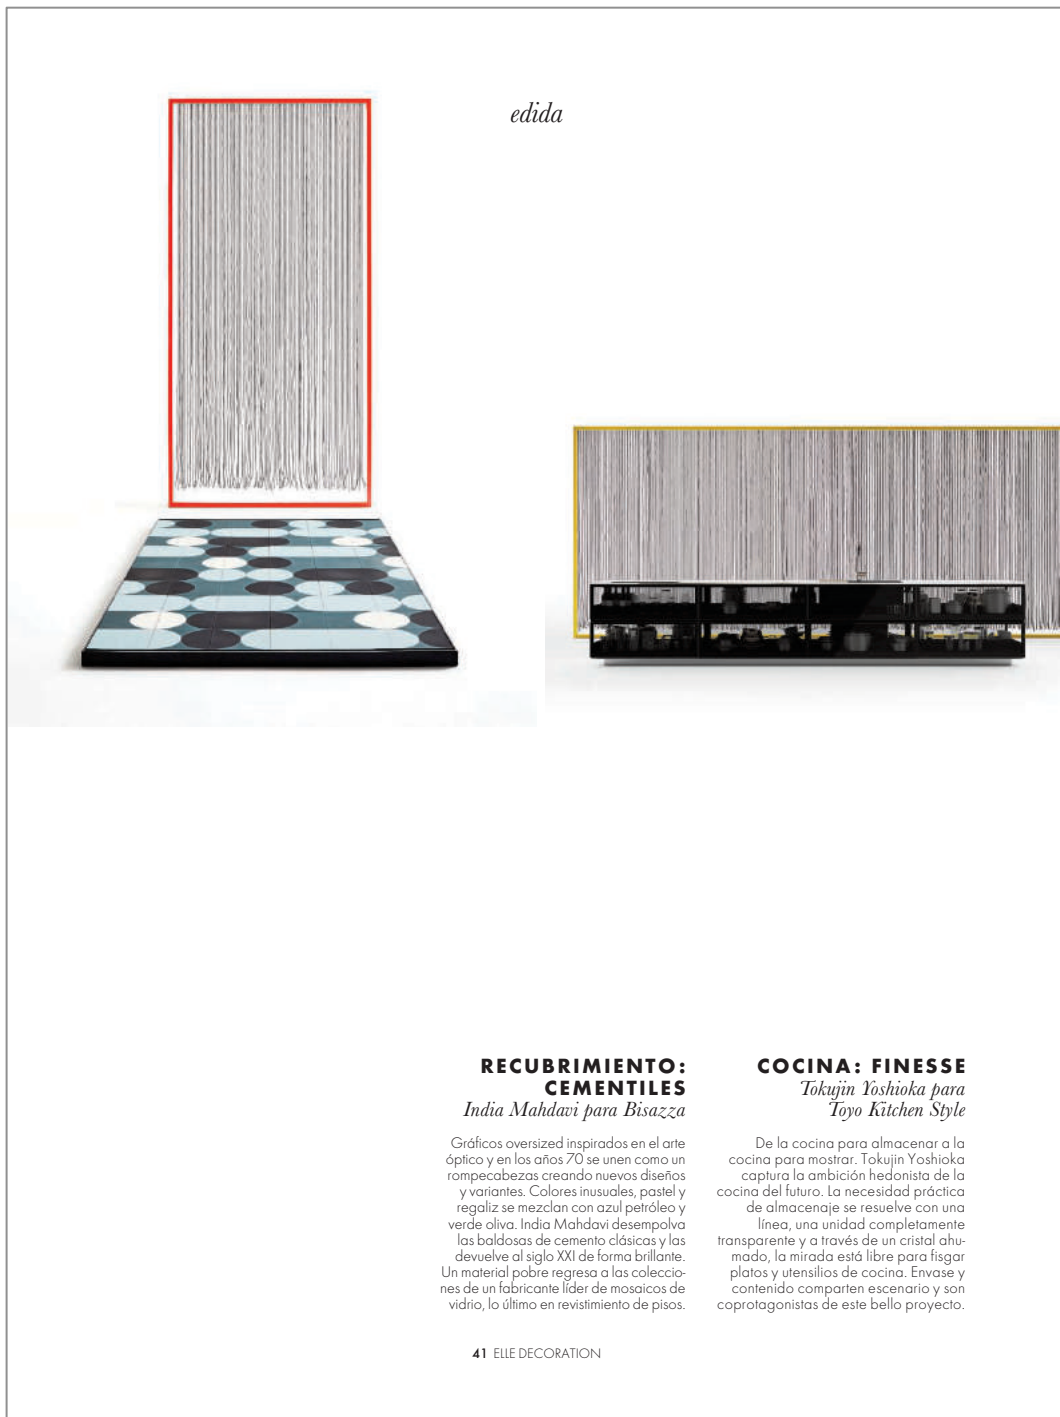 edida
RECUBRIMIENTO:
CEMENTILES
India Mahdavi para Bisazza
Gráficos oversized inspirados en el arte
óptico y en los años 70 se unen como un
rompecabezas creando nuevos diseños
y variantes. Colores inusuales, pastel y
regaliz se mezclan con azul petróleo y
verde oliva. India Mahdavi desempolva
las baldosas de cemento clásicas y las
devuelve al siglo XXI de forma brillante.
Un material pobre regresa a las coleccio-
nes de un fabricante líder de mosaicos de
vidrio, lo último en revistimiento de pisos.
COCINA: FINESSE
Tokujin Yoshioka para
Toyo Kitchen Style
De la cocina para almacenar a la
cocina para mostrar. Tokujin Yoshioka
captura la ambición hedonista de la
cocina del futuro. La necesidad práctica
de almacenaje se resuelve con una
línea, una unidad completamente
transparente y a través de un cristal ahu-
mado, la mirada está libre para fisgar
platos y utensilios de cocina. Envase y
contenido comparten escenario y son
coprotagonistas de este bello proyecto.
41 ELLE DECORATION